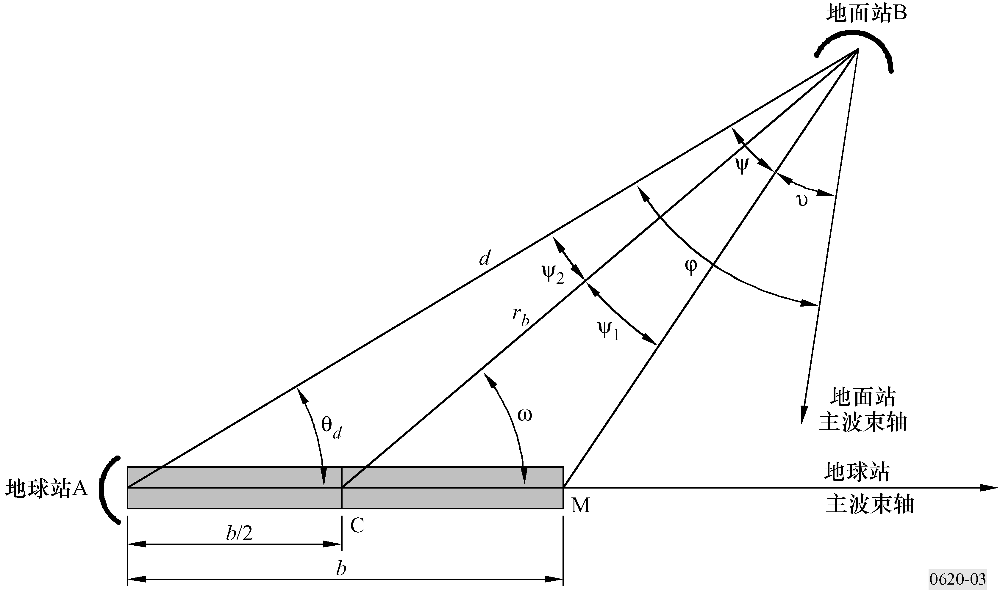 地面站B
ψ
υ
d
ψ2
φ
rb
ψ1
θd
ω
地面站
主波束轴
地球站A
地球站
主波束轴
M
C
b/2
b
0620-03